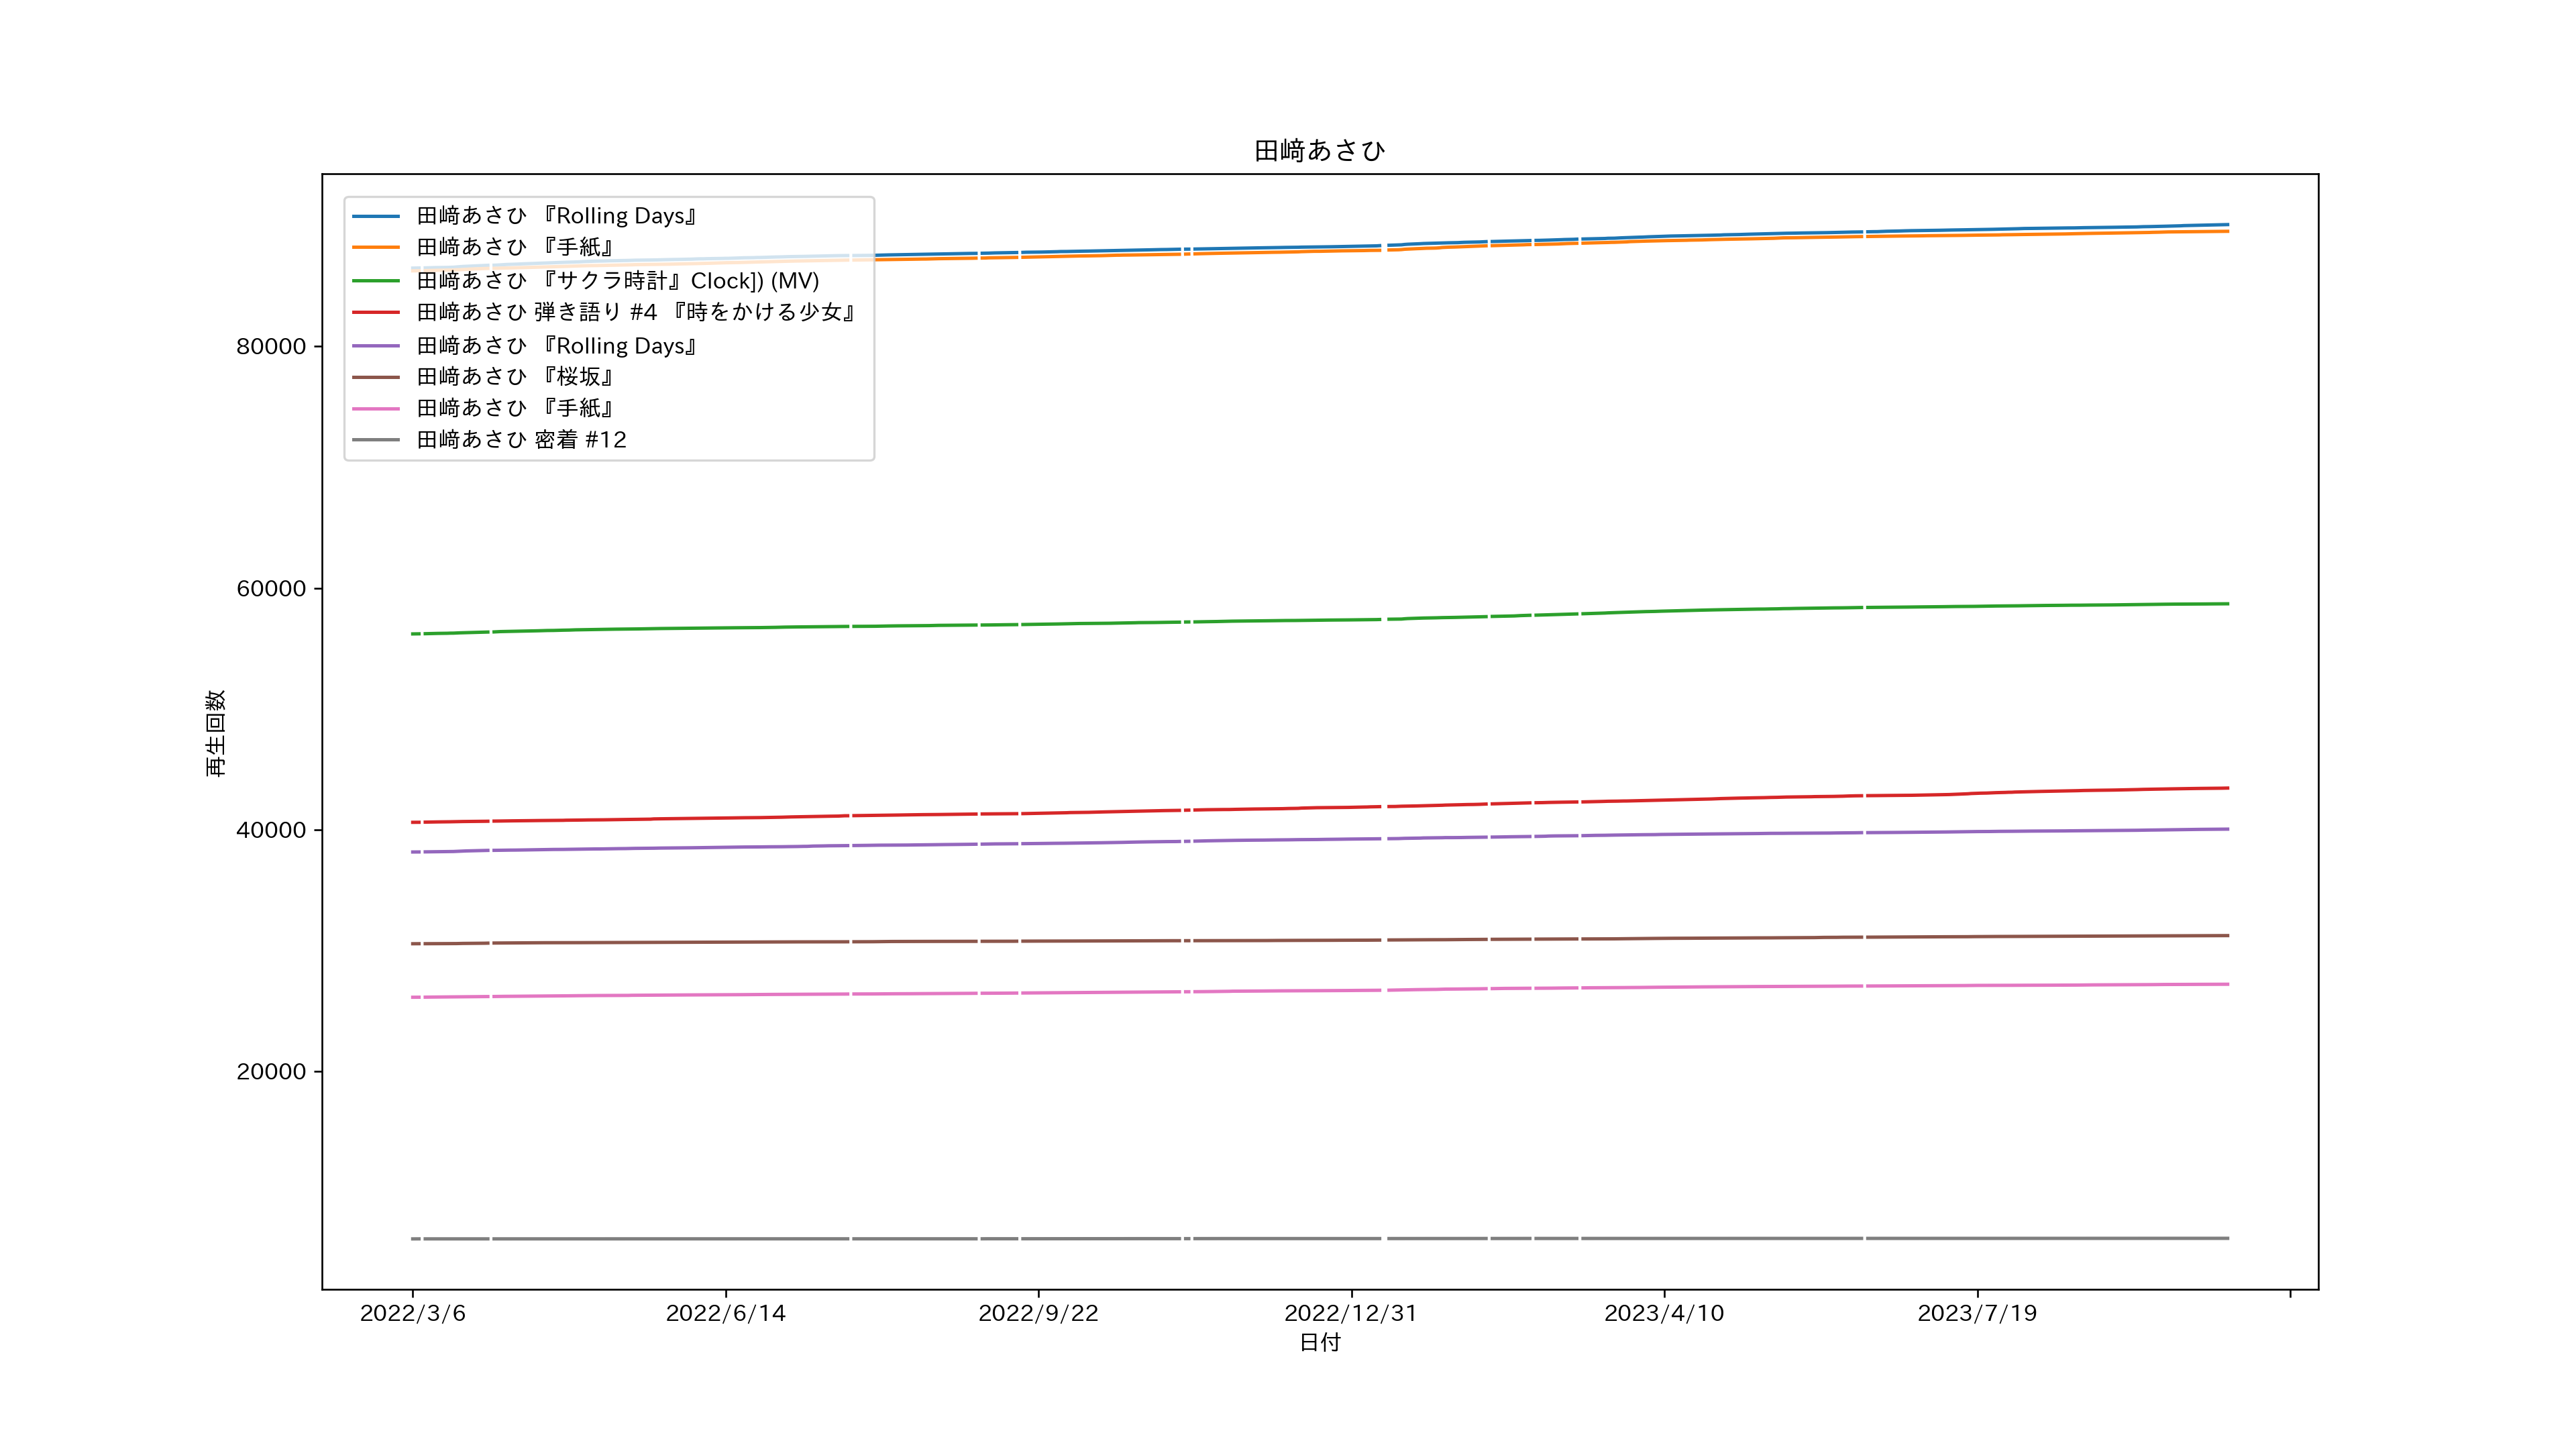 田﨑あさひ
田﨑あさひ 『Rolling Days』
田﨑あさひ 『手紙』
田﨑あさひ 『サクラ時計』Clock]) (MV)
田﨑あさひ 弾き語り #4 『時をかける少女』
田﨑あさひ 『Rolling Days』
田﨑あさひ 『桜坂』
田﨑あさひ 『手紙』
田﨑あさひ 密着 #12
80000
60000
40000
20000
再生回数
2022/3/6
2022/6/14
2022/9/22
2022/12/31
2023/4/10
2023/7/19
日付